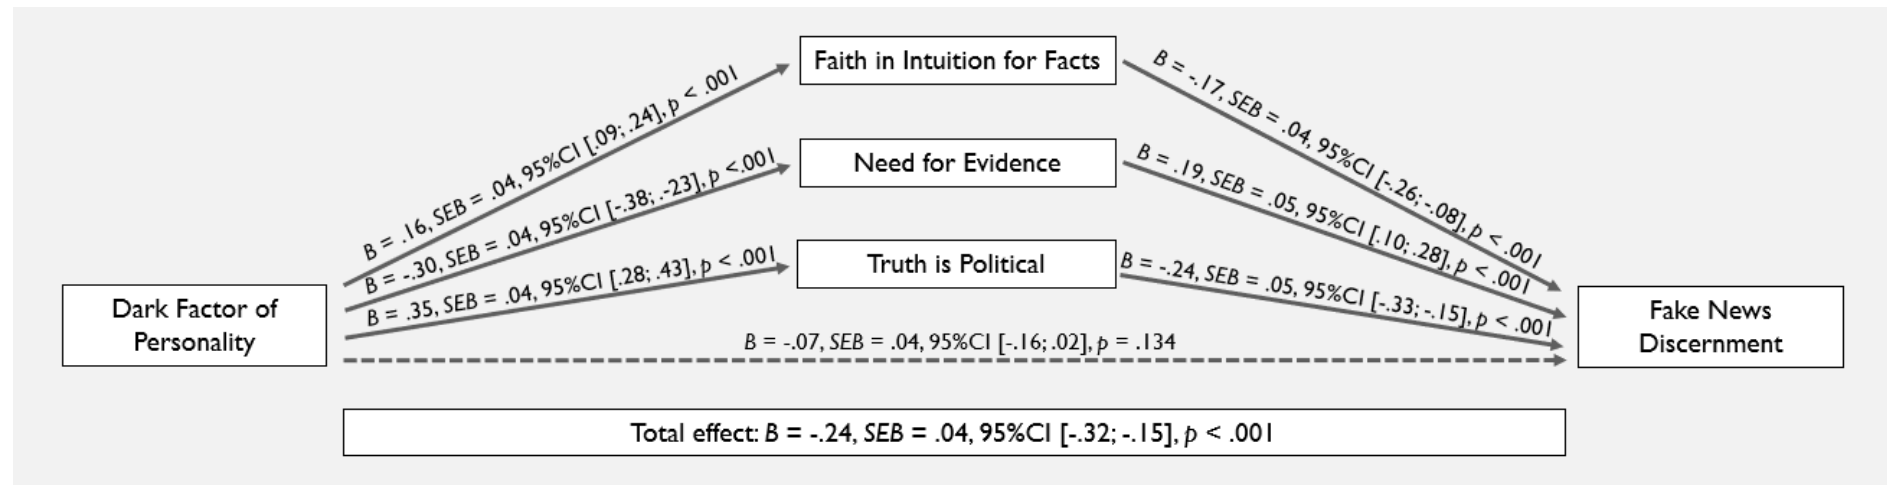 Faith in Intuition for Facts
Need for Evidence
Truth is Political
Dark Factor of
Personality
Fake News
Discernment
B = .16, SEB = .04, 95%CI [.09; .24], p < .001
B = -.30, SEB = .04, 95%CI [-.38; .-23], p <.001
B = .35, SEB = .04, 95%CI [.28; .43], p < .001
B = -.17, SEB = .04, 95%CI [-.26; -.08], p < .001
B = .19, SEB = .05, 95%CI [.10; .28], p < .001
B = -.24, SEB = .05, 95%CI [-.33; -.15], p < .001
B = -.07, SEB = .04, 95%CI [-.16; .02], p = .134
Total effect: B = -.24, SEB = .04, 95%CI [-.32; -.15], p < .001